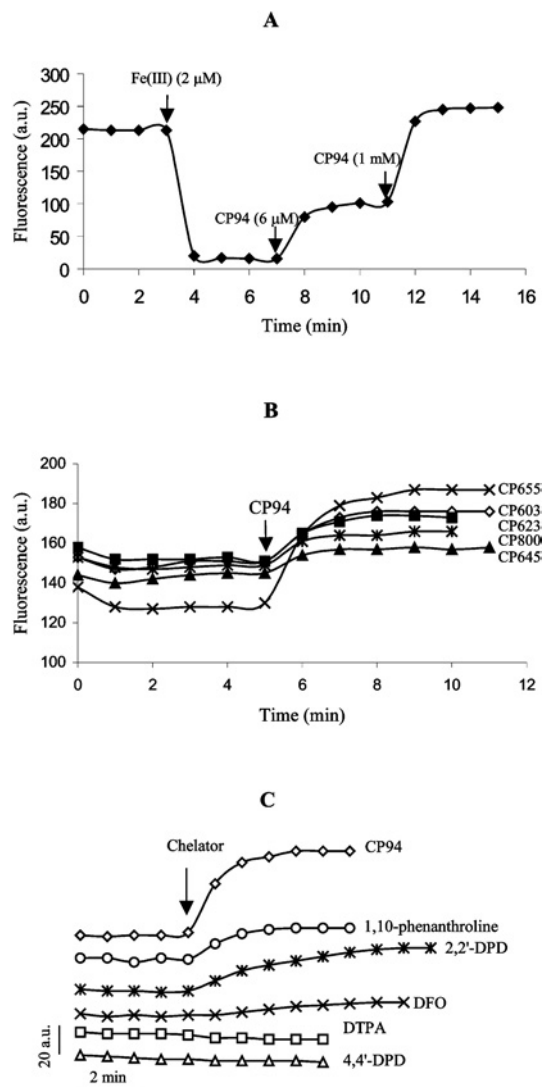 A
Fe(III) (2 µM)
CP94 (1 mM)
CP94 (6 µM)
Fluorescence (a.u.)
300
250
200
150
100
50
0
0 2 4 6 8 10 12 14 16
Time (min)
B
CP94
Fluorescence (a.u.)
200
180
160
140
120
100
CP655
CP603
CP623
CP800
CP645
0 2 4 6 8 10 12
Time (min)
C
Chelator
CP94
1,10-phenanthroline
2,2'-DPD
DFO
DTPA
4,4'-DPD
20 a.u.
2 min